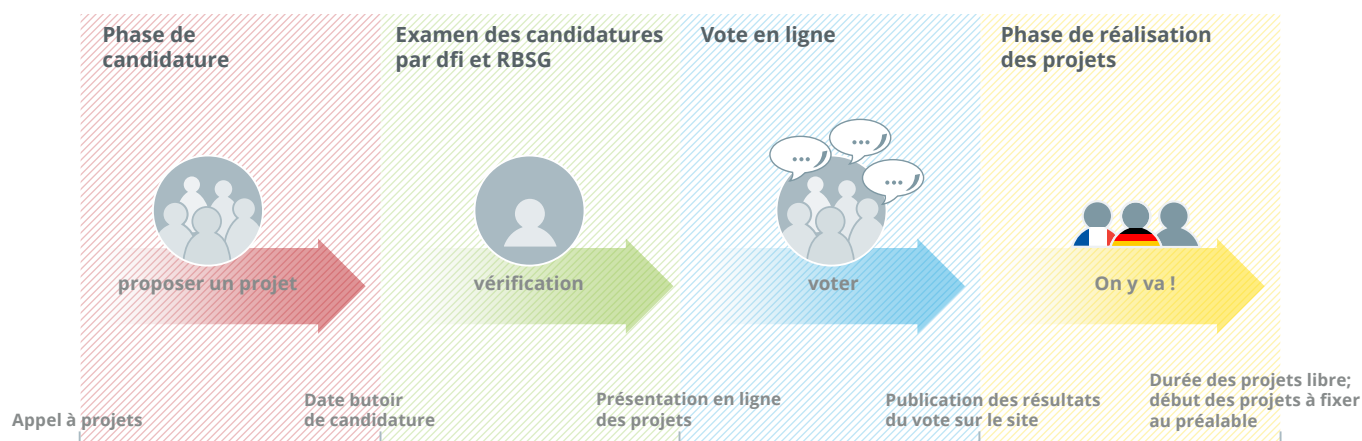 Phase de
candidature
Examen des candidatures
par dfi et RBSG
Vote en ligne
Phase de réalisation
des projets
proposer un projet
vérification
voter
On y va !
Appel à projets
Date butoir
de candidature
Présentation en ligne
des projets
Publication des résultats
du vote sur le site
Durée des projets libre;
début des projets à fixer
au préalable